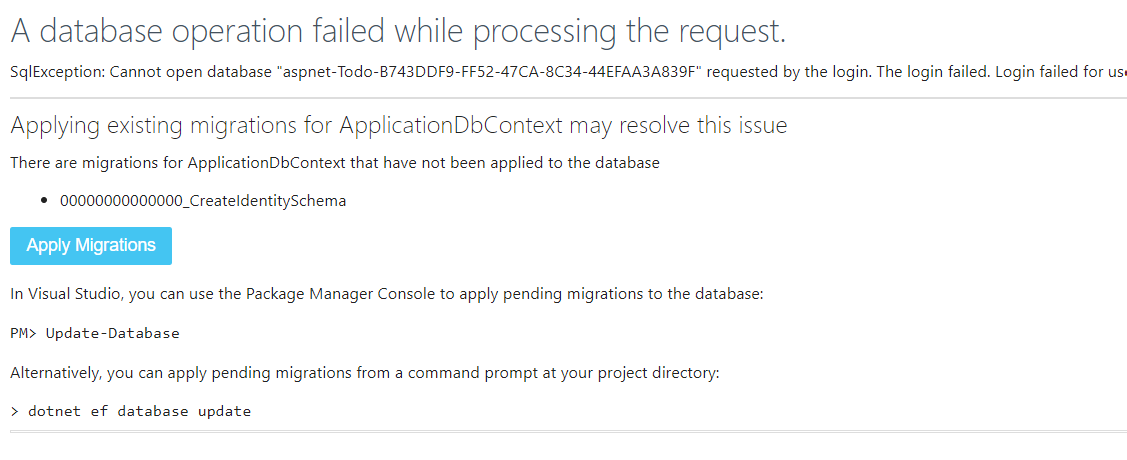 A database operation failed while processing the request.
SqlException: Cannot open database "aspnet-Todo-B743DDF9-FF52-47CA-8C34-44EFAA3A839F" requested by the login. The login failed. Login failed for
Applying existing migrations for ApplicationDbContext may resolve this issue
There are migrations for ApplicationDbContext that have not been applied to the database
• 00000000000000_CreateIdentitySchema
Apply Migrations
In Visual Studio, you can use the Package Manager Console to apply pending migrations to the database:
PM> Update-Database
Alternatively, you can apply pending migrations from a command prompt at your project directory:
> dotnet ef database update